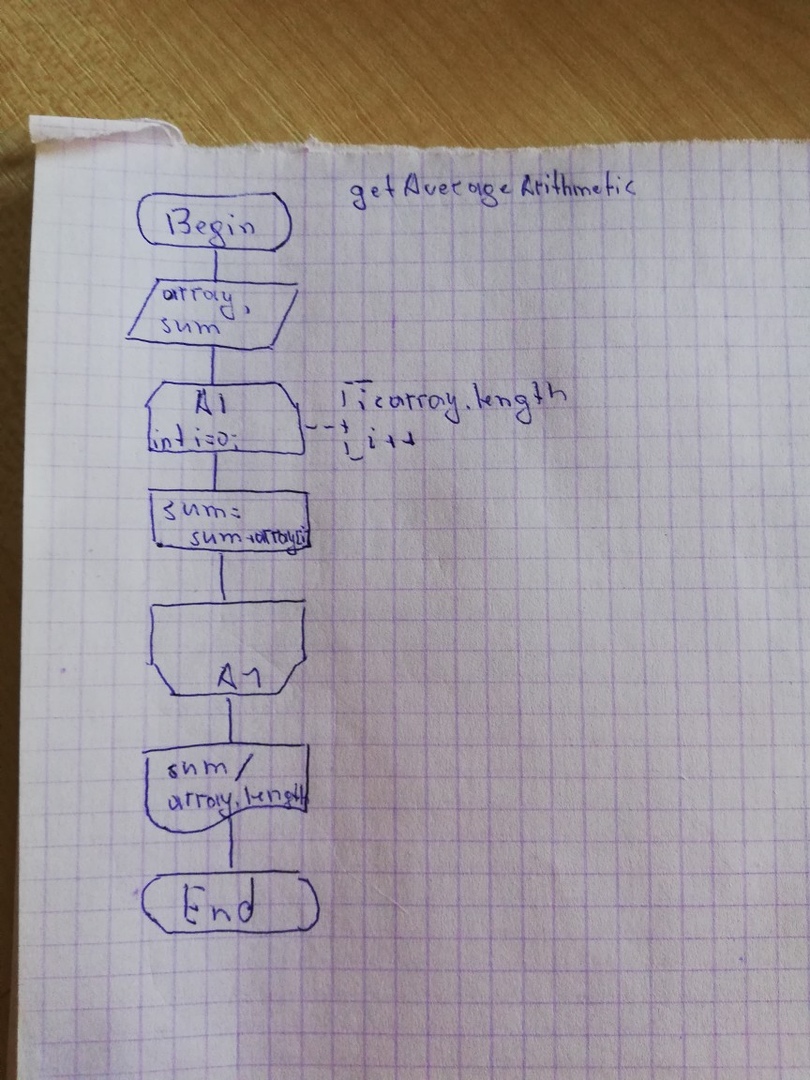 getAverageArithmetic
Begin
array,
sum
A1
int i=0;
i<array.length
i++
sum=
sum+array[i]
A1
sum/
array.length
End